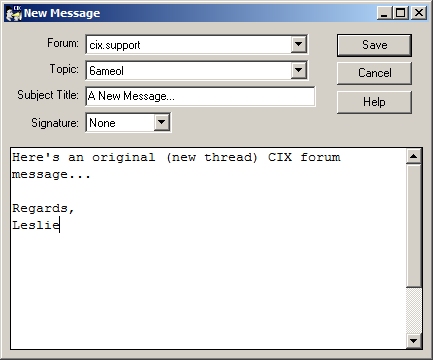 New Message
Forum: cix.support
Save
Topic: 6ameol
Cancel
Subject Title: A New Message...
Help
Signature: None
Here's an original (new thread) CIX forum
message...
Regards,
Leslie